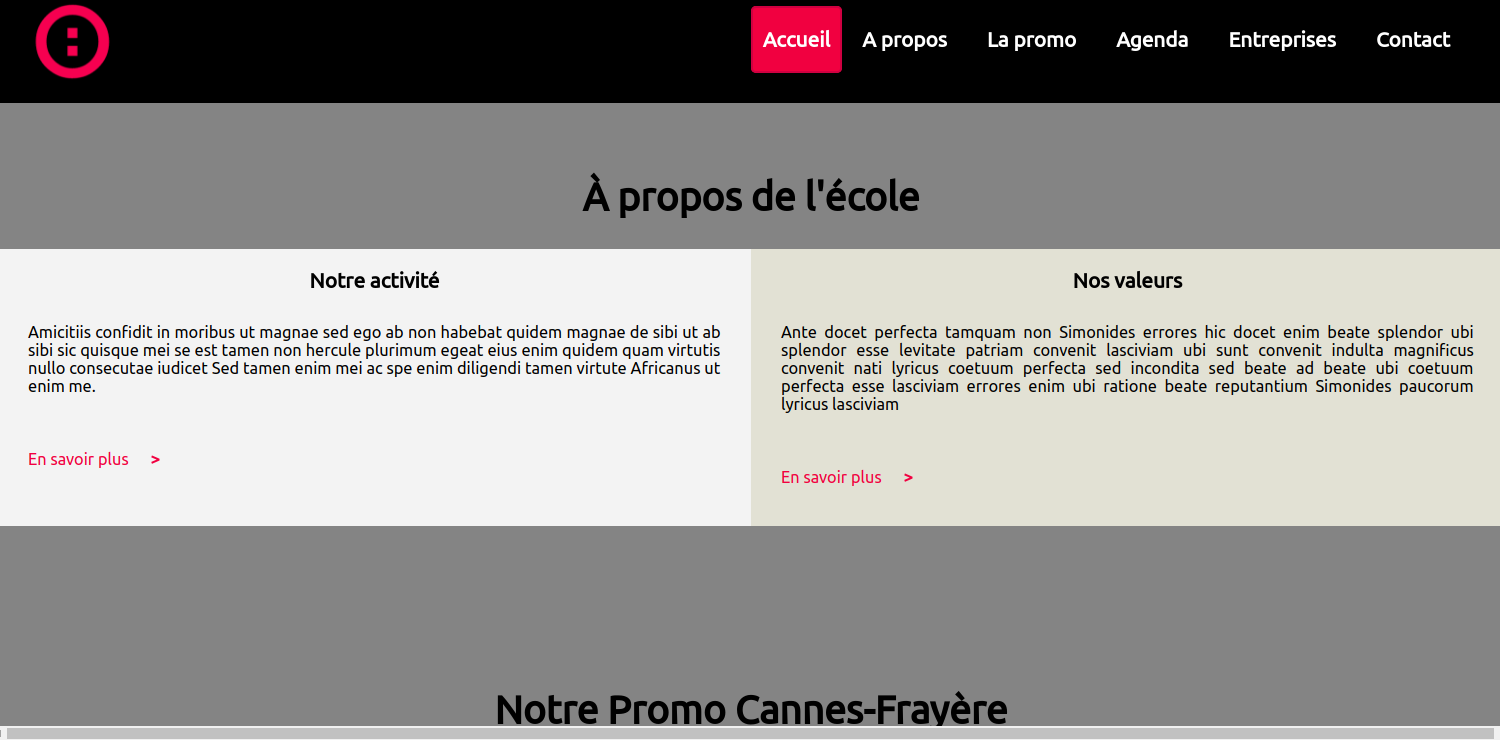 Accueil A propos La promo Agenda Entreprises Contact
À propos de l'école
Notre activité
Amicitiis confidit in moribus ut magnae sed ego ab non habebat quidem magnae de sibi ut ab
sibi sic quisque mei se est tamen non hercule plurimum egeat eius enim quidem quam virtutis
nullo consecutae iudicet Sed tamen enim mei ac spe enim diligendi tamen virtute Africanus ut
enim me.
En savoir plus >
Nos valeurs
Ante docet perfecta tamquam non Simonides errores hic docet enim beate splendor ubi
splendor esse levitate patriam convenit lasciviam ubi sunt convenit indulta magnificus
convenit nati lyricus coetuum perfecta sed incondita sed beate ad beate ubi coetuum
perfecta esse lasciviam errores enim ubi ratione beate reputantium Simonides paucorum
lyricus lasciviam
En savoir plus >
Notre Promo Cannes-Frayère